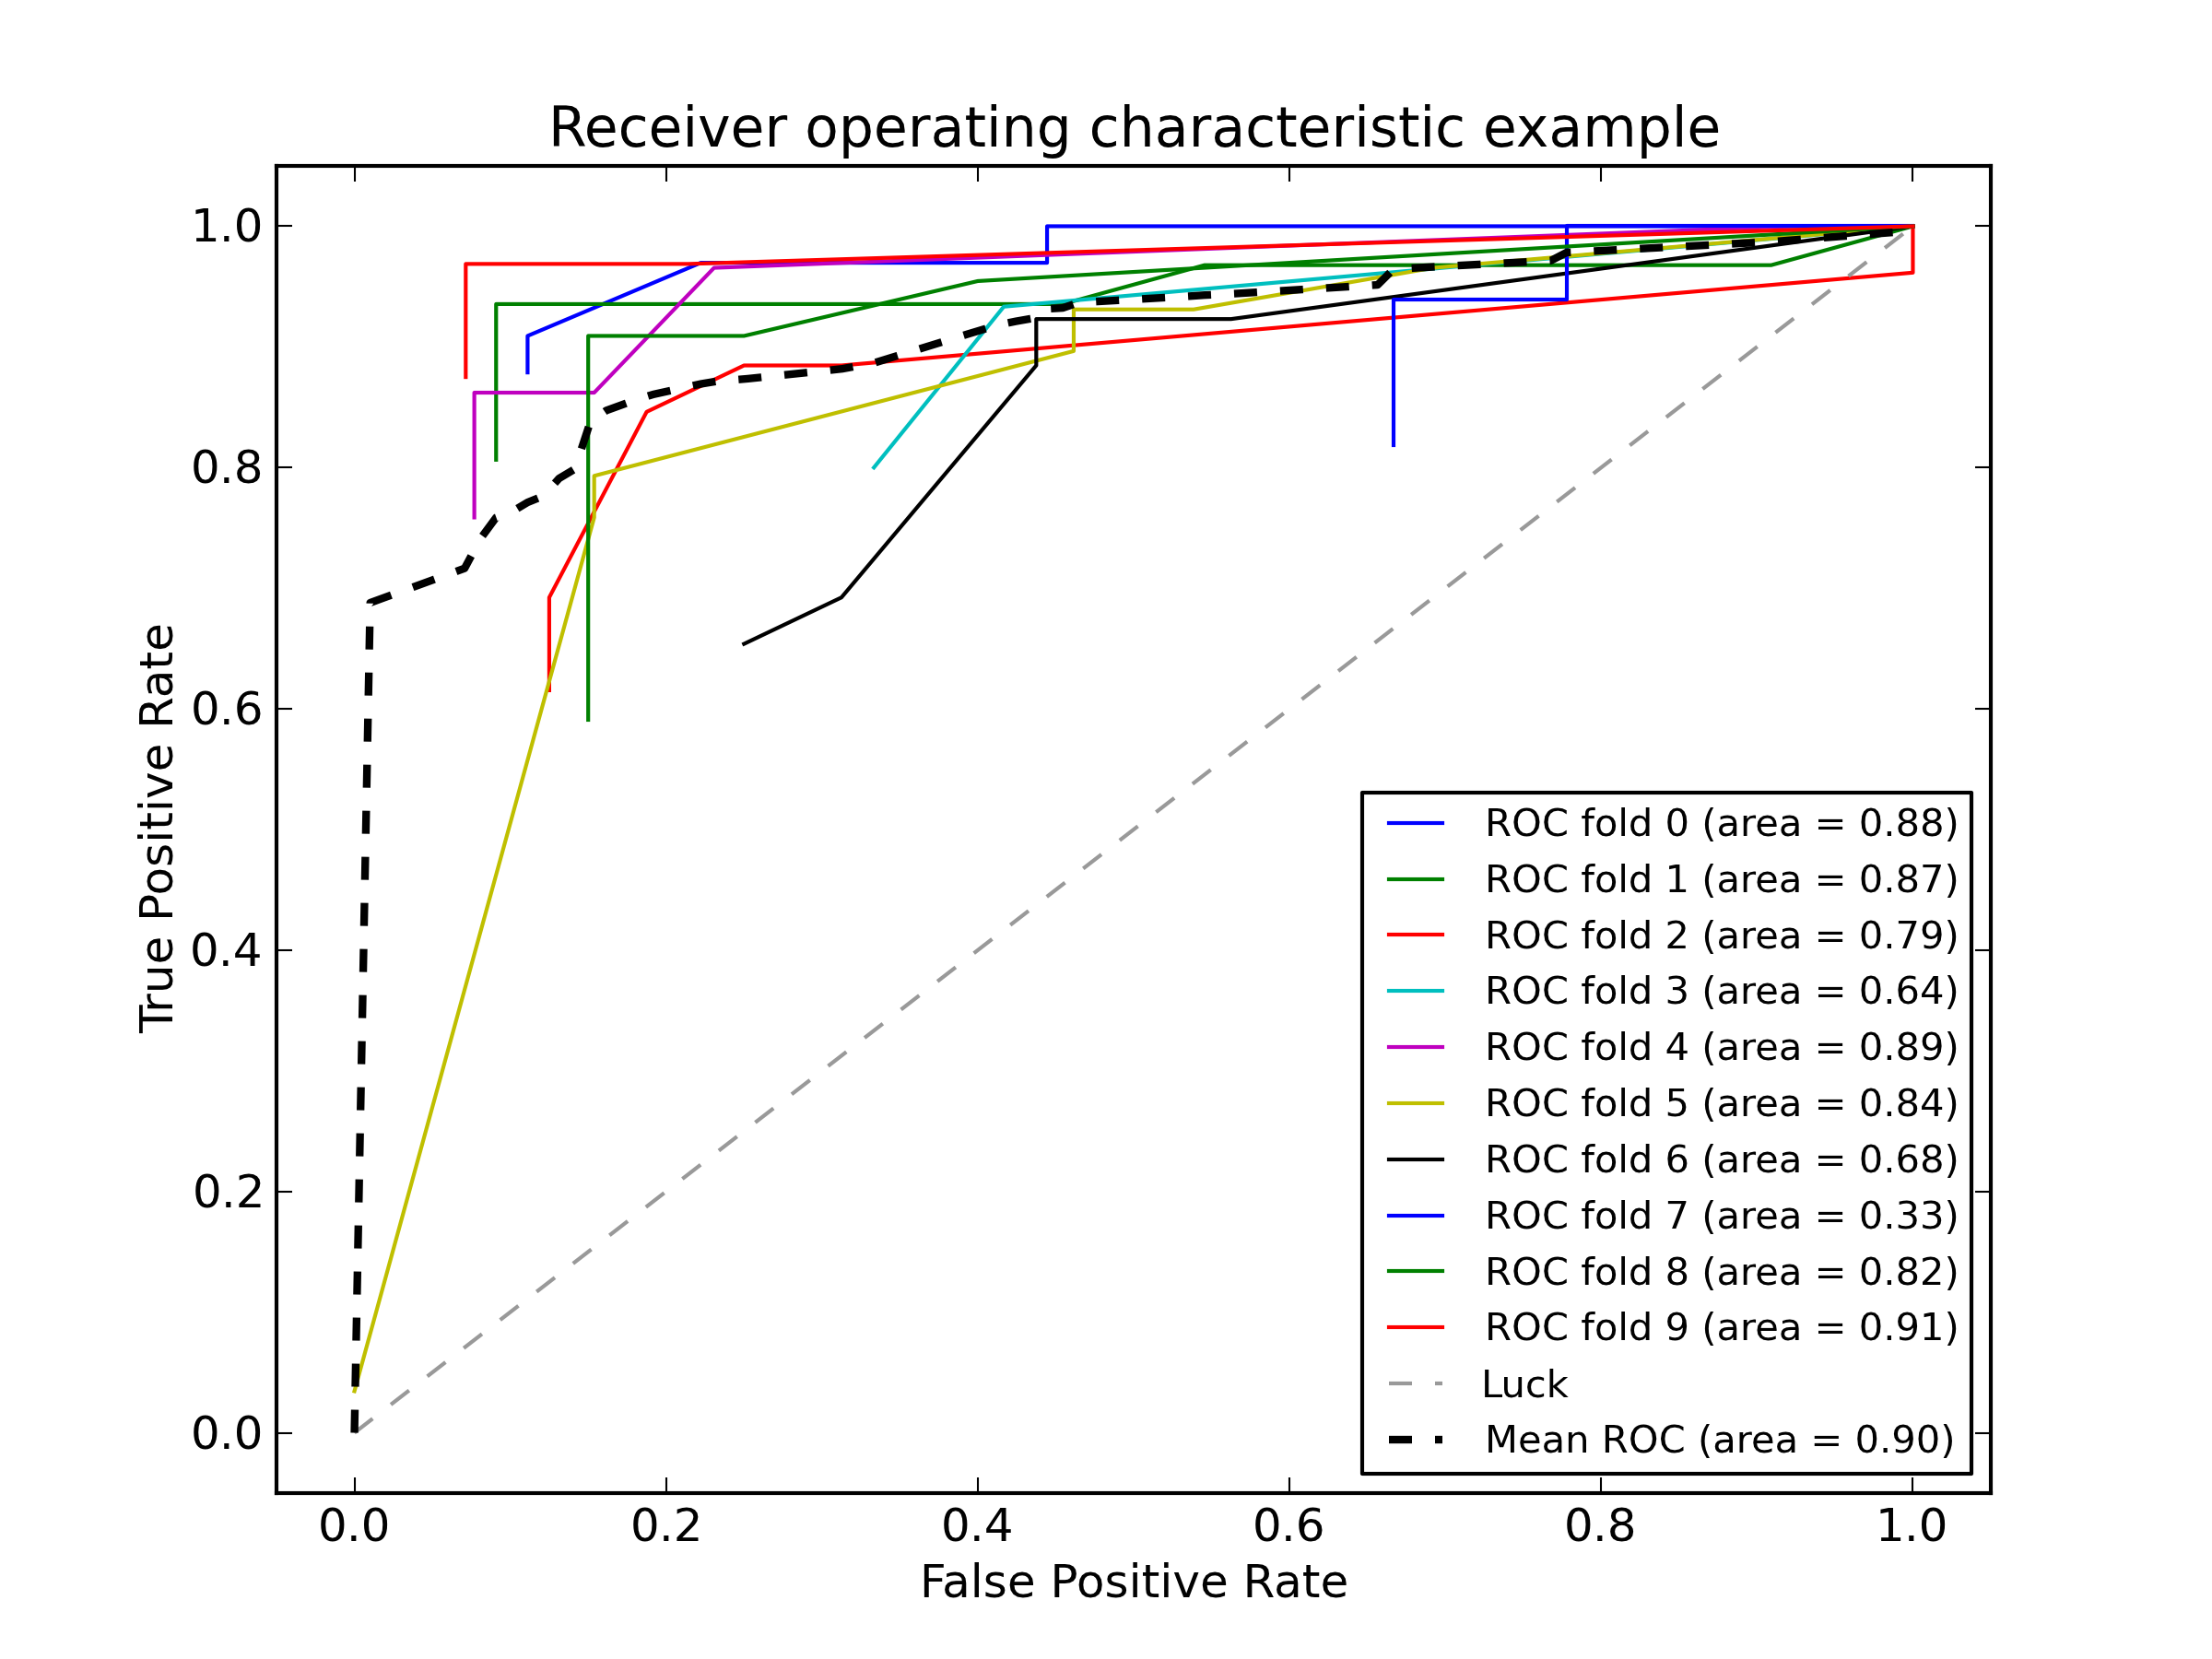 Receiver operating characteristic example
1.0
0.8
0.6
0.4
0.2
0.0
True Positive Rate
ROC fold 0 (area = 0.88)
ROC fold 1 (area = 0.87)
ROC fold 2 (area = 0.79)
ROC fold 3 (area = 0.64)
ROC fold 4 (area = 0.89)
ROC fold 5 (area = 0.84)
ROC fold 6 (area = 0.68)
ROC fold 7 (area = 0.33)
ROC fold 8 (area = 0.82)
ROC fold 9 (area = 0.91)
Luck
Mean ROC (area = 0.90)
0.0 0.2 0.4 0.6 0.8 1.0
False Positive Rate